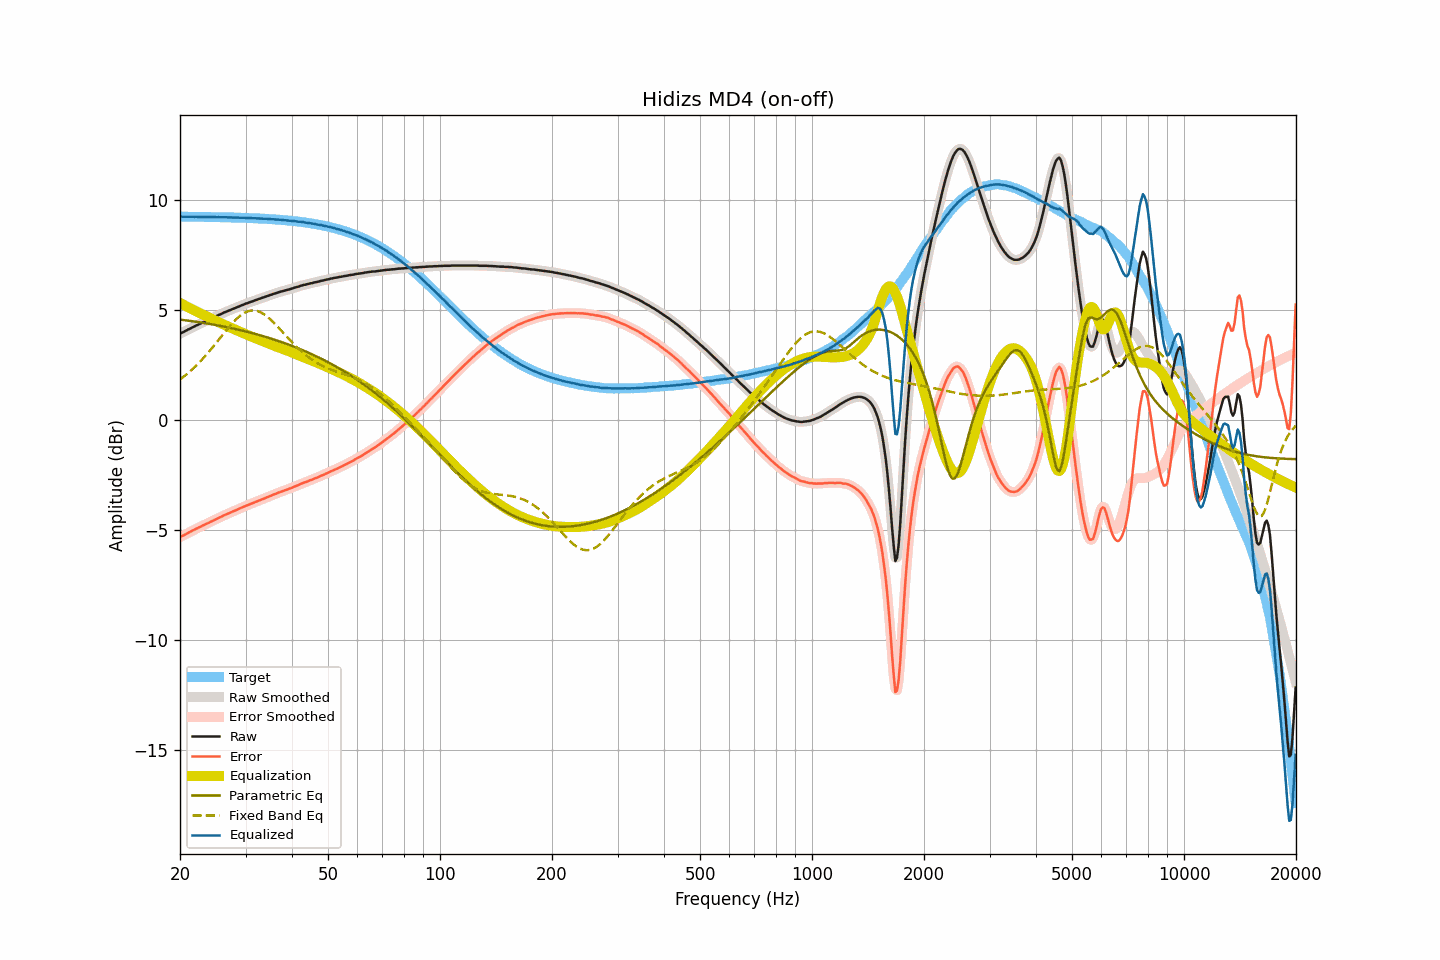 Hidizs MD4 (on-off)
Amplitude (dBr)
10
5
0
−5
−10
−15
Target
Raw Smoothed
Error Smoothed
Raw
Error
Equalization
Parametric Eq
Fixed Band Eq
Equalized
20 50 100 200 500 1000 2000 5000 10000 20000
Frequency (Hz)